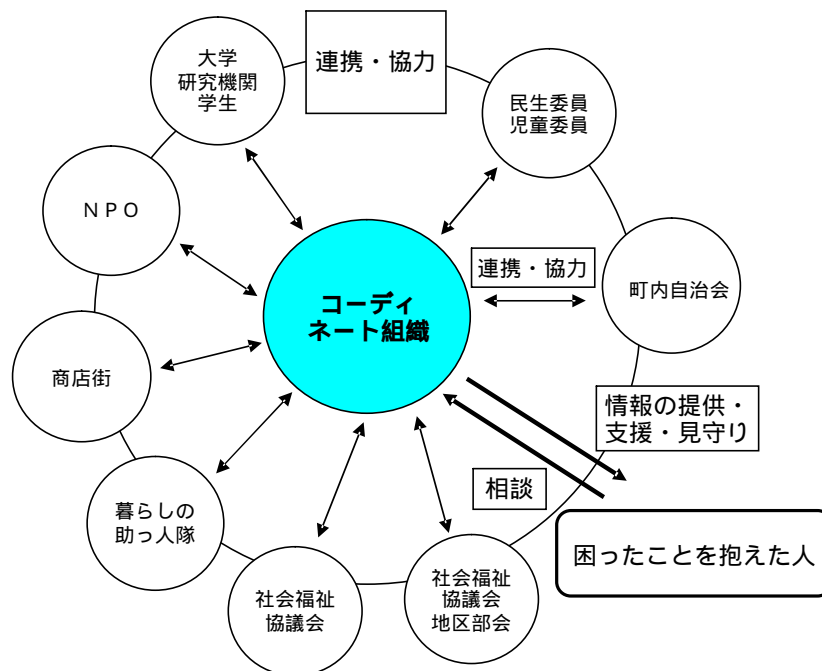 大学
研究機関
学生
連携・協力
民生委員
児童委員
ＮＰＯ
連携・協力
町内自治会
コーディ
ネート組織
商店街
情報の提供・
支援・見守り
相談
暮らしの
助っ人隊
困ったことを抱えた人
社会福祉
協議会
社会福祉
協議会
地区部会